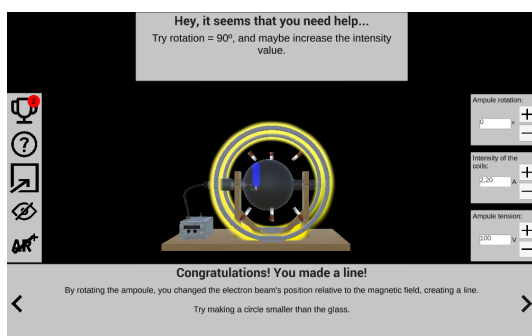 Hey, it seems that you need help...
Try rotation = 90º, and maybe increase the intensity
value.
2
?
AR+
Ampule rotation:
0 º
+
−
Intensity of the
coils:
2,20 A
+
−
Ampule tension:
100 V
+
−
Congratulations! You made a line!
By rotating the ampoule, you changed the electron beam's position relative to the magnetic field, creating a line.
Try making a circle smaller than the glass.